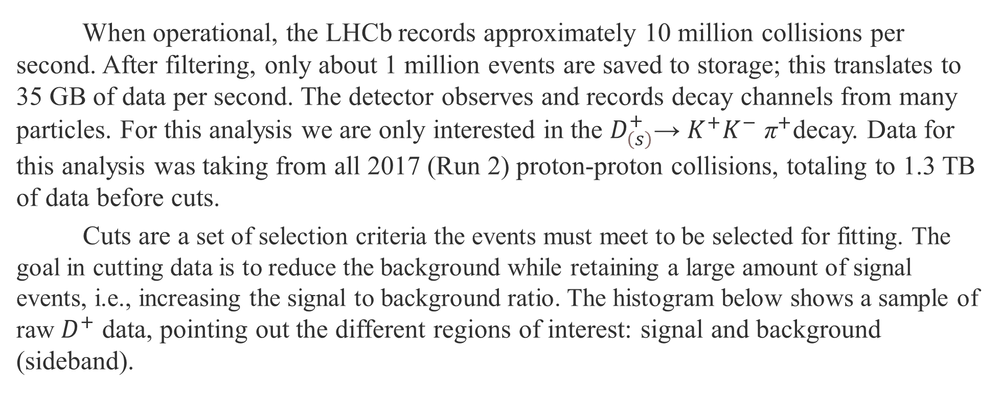 When operational, the LHCb records approximately 10 million collisions per
second. After filtering, only about 1 million events are saved to storage; this translates to
35 GB of data per second. The detector observes and records decay channels from many
particles. For this analysis we are only interested in the $D^+_{(s)} \rightarrow K^+K^-\pi^+$ decay. Data for
this analysis was taking from all 2017 (Run 2) proton-proton collisions, totaling to 1.3 TB
of data before cuts.
Cuts are a set of selection criteria the events must meet to be selected for fitting. The
goal in cutting data is to reduce the background while retaining a large amount of signal
events, i.e., increasing the signal to background ratio. The histogram below shows a sample of
raw $D^+$ data, pointing out the different regions of interest: signal and background
(sideband).